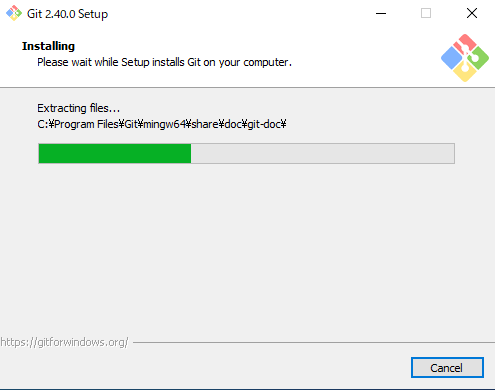 Git 2.40.0 Setup
Installing
Please wait while Setup installs Git on your computer.
Extracting files...
C:¥Program Files¥Git¥mingw64¥share¥doc¥git-doc¥
https://gitforwindows.org/
Cancel